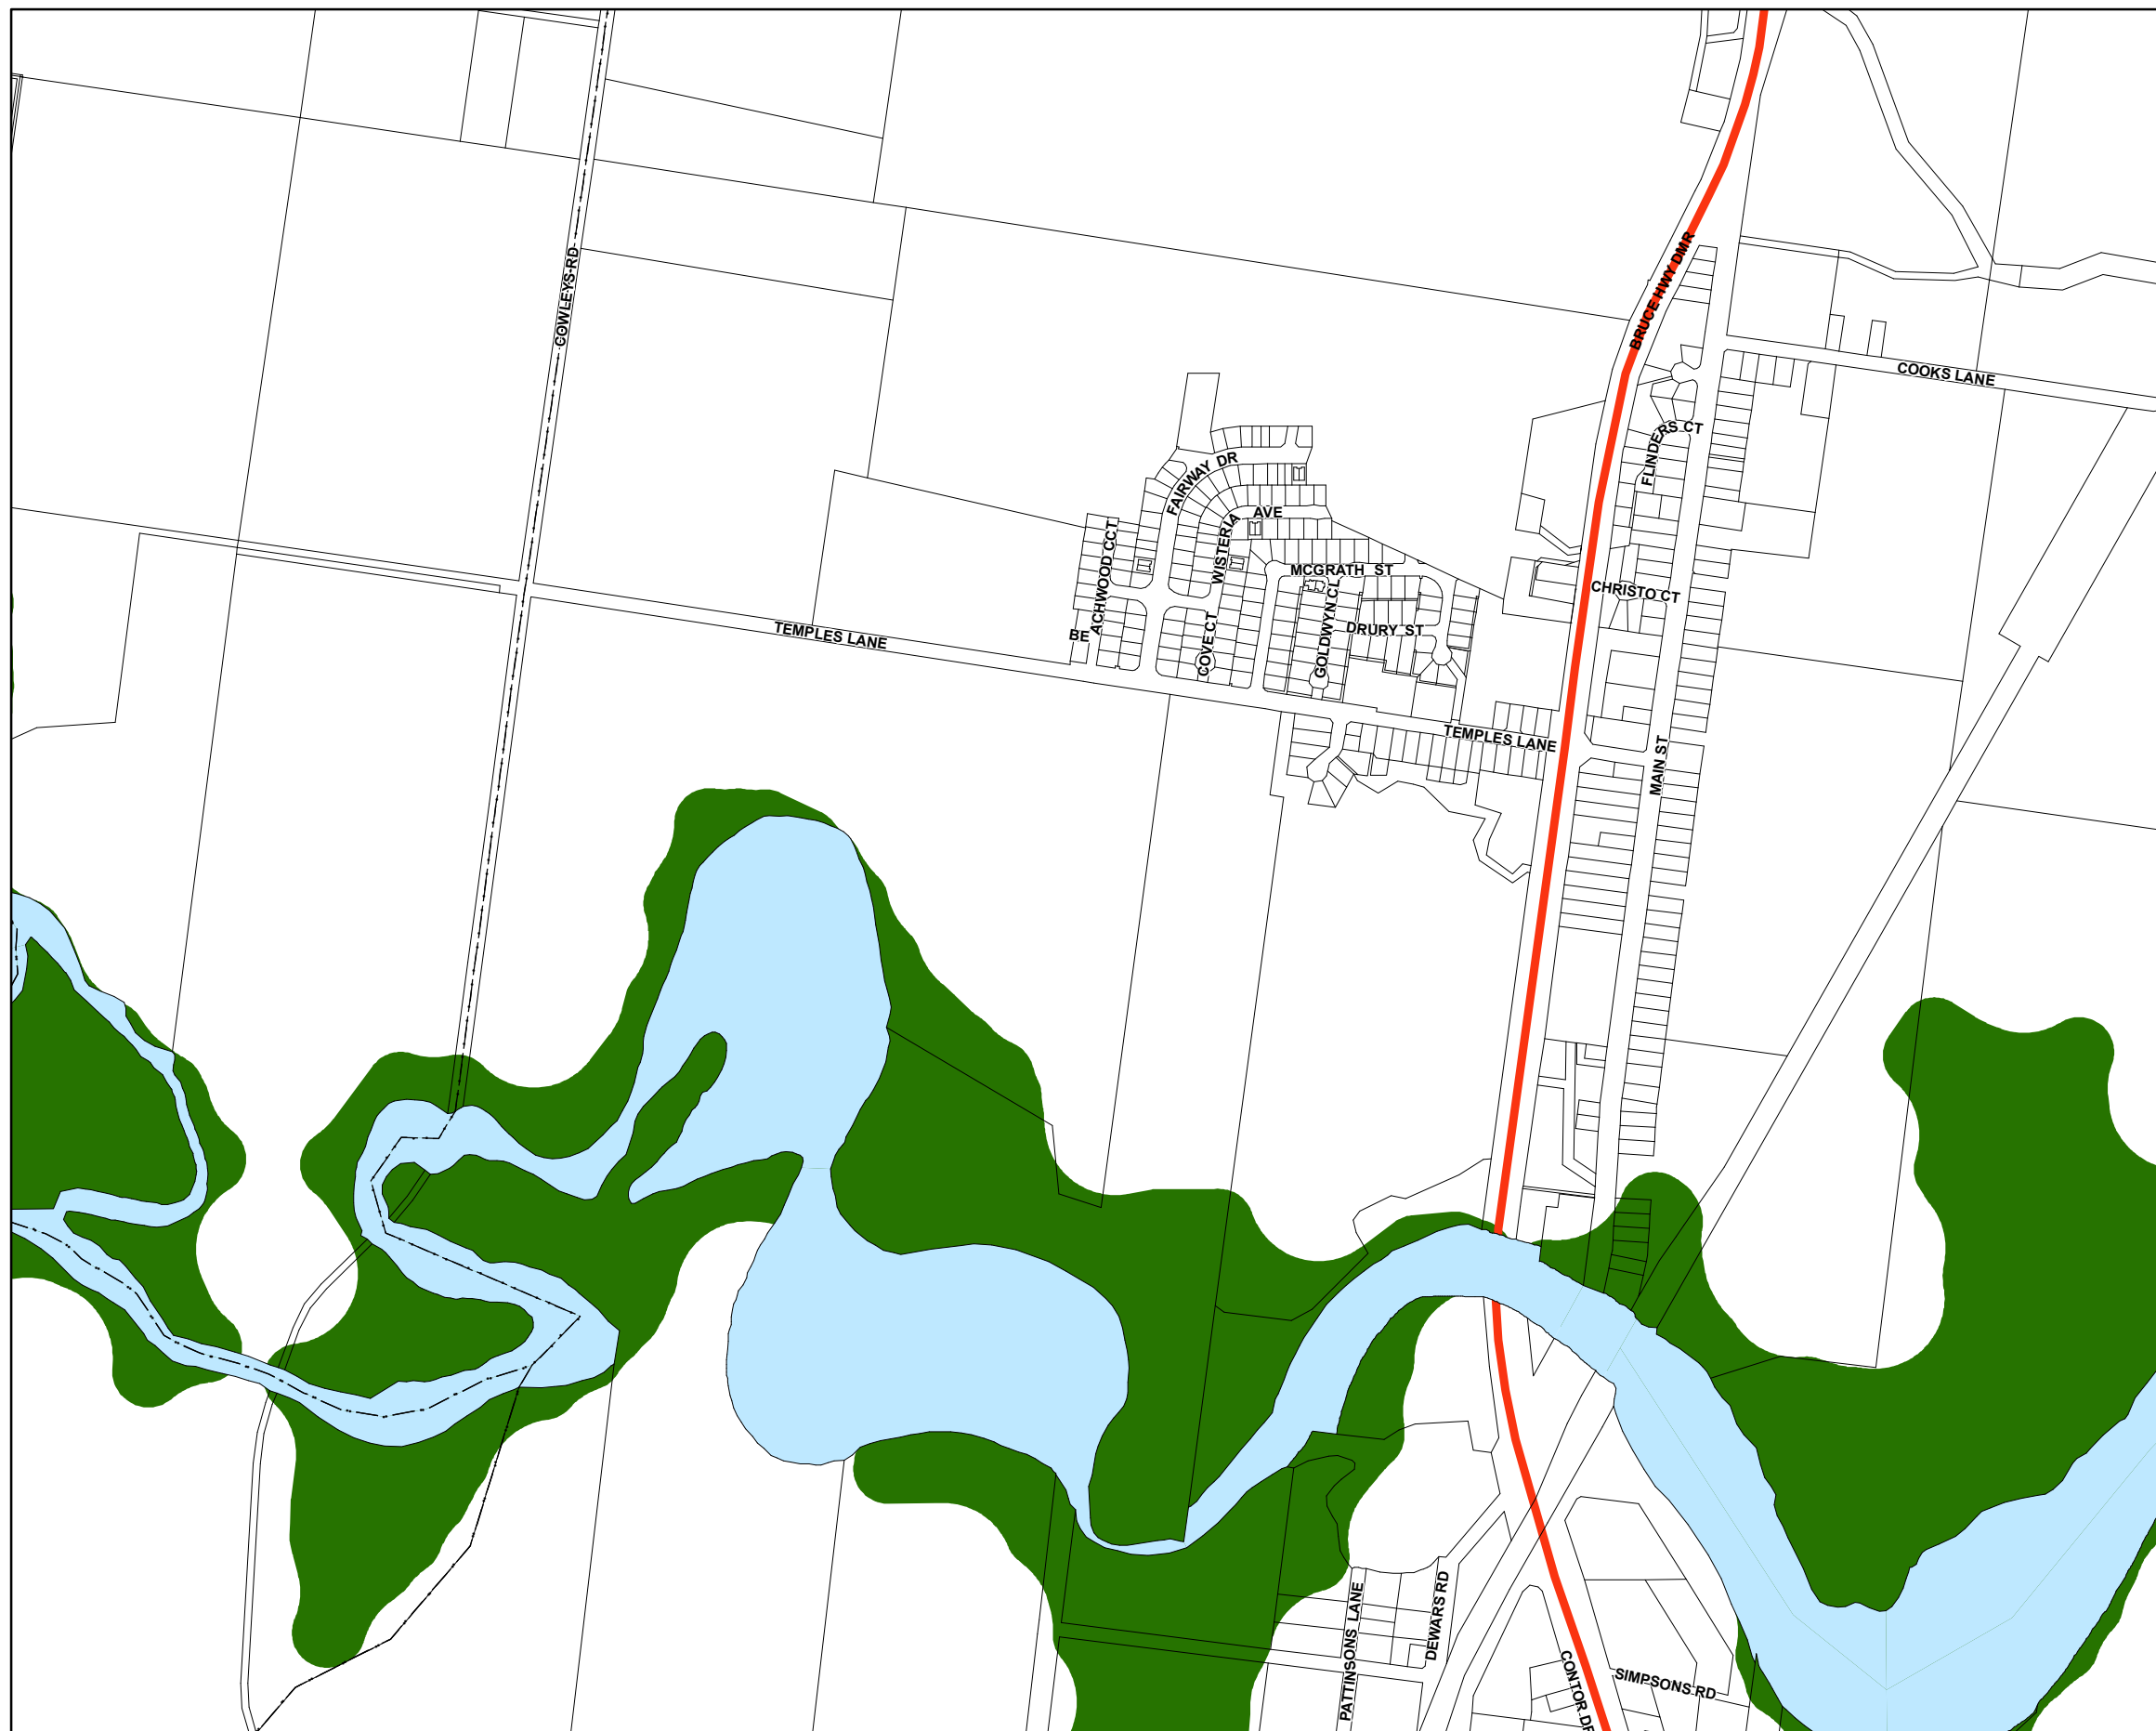 COWLEYS RD
BRUCE HWY DMR
COOKS LANE
FLINDERS CT
FAIRWAY DR
WISTERIA AVE
BEACHWOOD CCT
MCGRATH ST
GOLDWYN CL
DRURY ST
CHRISTO CT
COVE CT
TEMPLES LANE
TEMPLES LANE
MAIN ST
PATTINSONS LANE
DEWARS RD
CONTOR DR
SIMPSONS RD